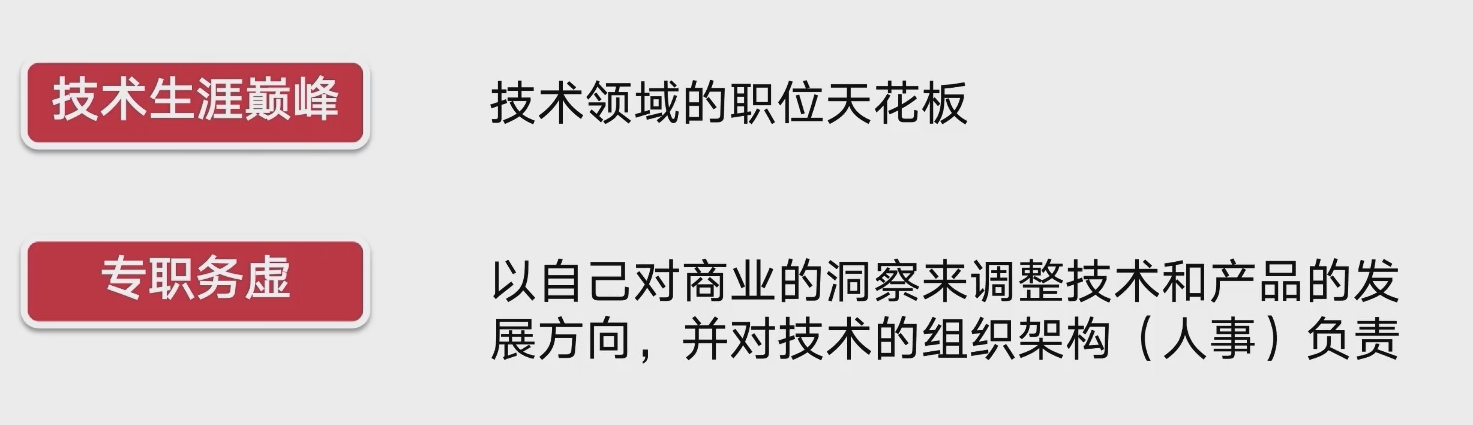 技术生涯巅峰
技术领域的职位天花板
专职务虚
以自己对商业的洞察来调整技术和产品的发
展方向，并对技术的组织架构（人事）负责